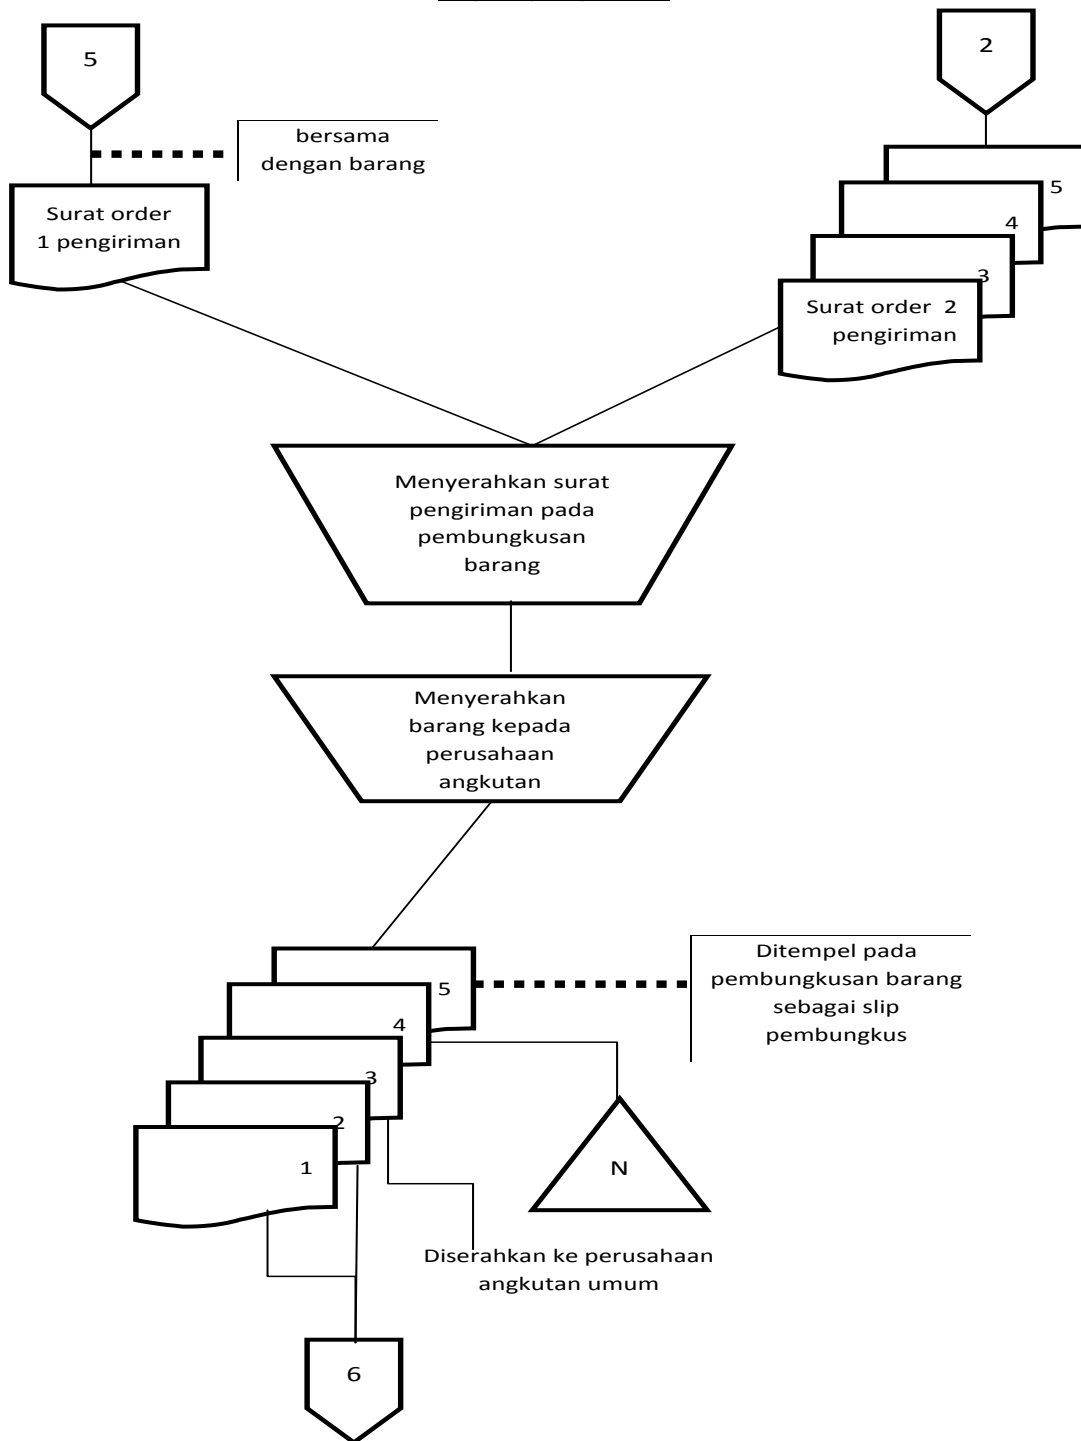 5
2
bersama
dengan barang
Surat order
1 pengiriman
5
4
3
Surat order 2
pengiriman
Menyerahkan surat
pengiriman pada
pembungkusan
barang
Menyerahkan
barang kepada
perusahaan
angkutan
5
4
3
2
1
Ditempel pada
pembungkusan barang
sebagai slip
pembungkus
N
Diserahkan ke perusahaan
angkutan umum
6